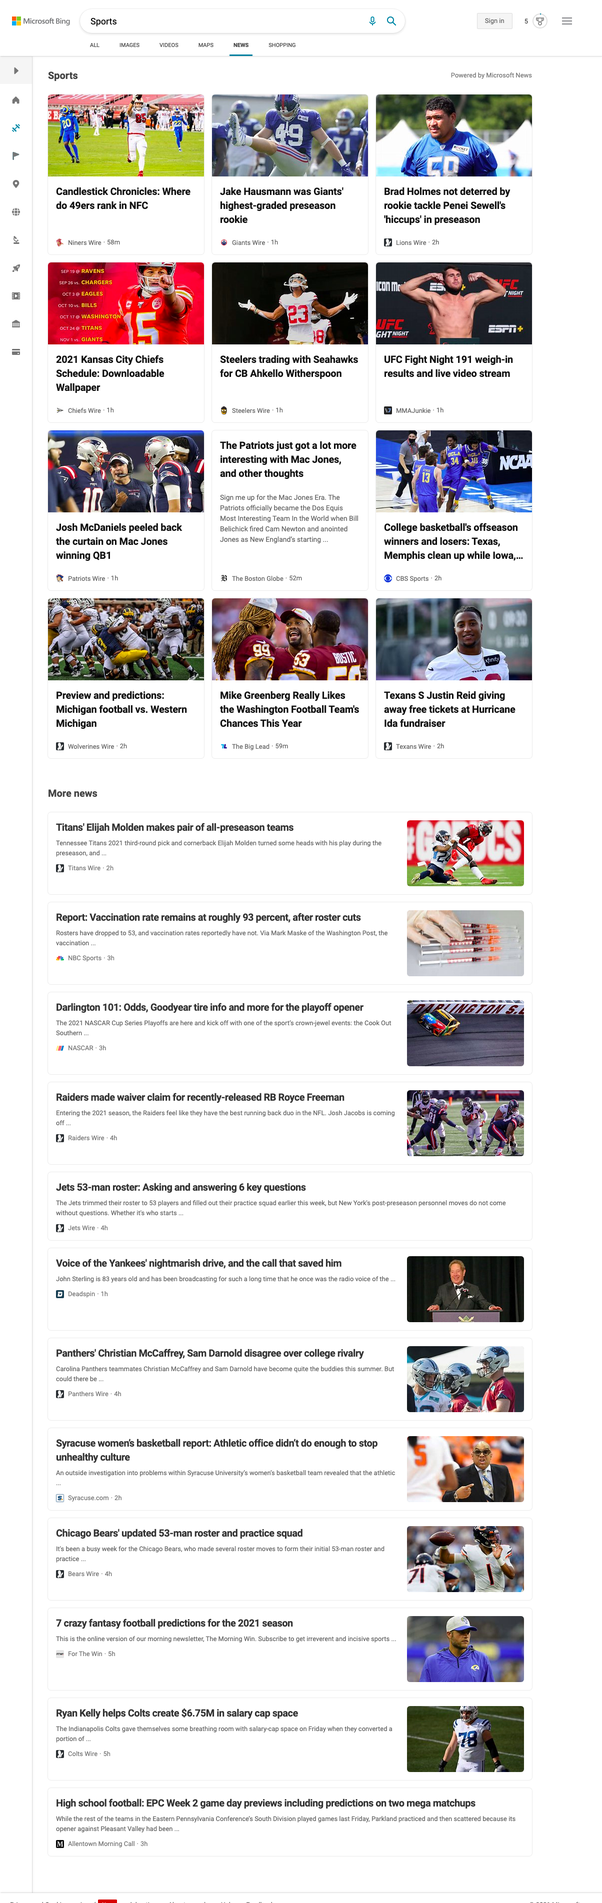 Microsoft Bing
Sports
Sign in
5
ALL IMAGES VIDEOS MAPS NEWS SHOPPING
Sports
Powered by Microsoft News
Candlestick Chronicles: Where
do 49ers rank in NFC
Niners Wire · 58m
49
Jake Hausmann was Giants'
highest-graded preseason
rookie
Giants Wire · 1h
58
Brad Holmes not deterred by
rookie tackle Penei Sewell's
'hiccups' in preseason
Lions Wire · 2h
SEP 19 @ RAVENS
SEP 26 vs. CHARGERS
OCT 3 @ EAGLES
OCT 10 vs. BILLS
OCT 17 @ WASHINGTON
OCT 24 @ TITANS
NOV 1 vs. GIANTS
15
2021 Kansas City Chiefs
Schedule: Downloadable
Wallpaper
Chiefs Wire · 1h
23
Steelers trading with Seahawks
for CB Ahkello Witherspoon
Steelers Wire · 1h
UFC
FIGHT NIGHT
ESPN+
UFC Fight Night 191 weigh-in
results and live video stream
MMAJunkie · 1h
10
Josh McDaniels peeled back
the curtain on Mac Jones
winning QB1
Patriots Wire · 1h
The Patriots just got a lot more
interesting with Mac Jones,
and other thoughts
Sign me up for the Mac Jones Era. The
Patriots officially became the Dos Equis
Most Interesting Team In the World when Bill
Belichick fired Cam Newton and anointed
Jones as New England's starting ...
The Boston Globe · 52m
13
34
NCAA
College basketball's offseason
winners and losers: Texas,
Memphis clean up while Iowa,...
CBS Sports · 2h
Preview and predictions:
Michigan football vs. Western
Michigan
Wolverines Wire · 2h
99
53
BOSTIC
Mike Greenberg Really Likes
the Washington Football Team's
Chances This Year
The Big Lead · 59m
xfinity
Texans S Justin Reid giving
away free tickets at Hurricane
Ida fundraiser
Texans Wire · 2h
More news
Titans' Elijah Molden makes pair of all-preseason teams
Tennessee Titans 2021 third-round pick and cornerback Elijah Molden turned some heads with his play during the
preseason, and ...
Titans Wire · 2h
#GOBUCS
Report: Vaccination rate remains at roughly 93 percent, after roster cuts
Rosters have dropped to 53, and vaccination rates reportedly have not. Via Mark Maske of the Washington Post, the
vaccination ...
NBC Sports · 3h
Darlington 101: Odds, Goodyear tire info and more for the playoff opener
The 2021 NASCAR Cup Series Playoffs are here and kick off with one of the sport's crown-jewel events: the Cook Out
Southern ...
NASCAR · 3h
DARLINGTON
Raiders made waiver claim for recently-released RB Royce Freeman
Entering the 2021 season, the Raiders feel like they have the best running back duo in the NFL. Josh Jacobs is coming
off ...
Raiders Wire · 4h
Jets 53-man roster: Asking and answering 6 key questions
The Jets trimmed their roster to 53 players and filled out their practice squad earlier this week, but New York's post-preseason personnel moves do not come
without questions. Whether it's who starts ...
Jets Wire · 4h
Voice of the Yankees' nightmarish drive, and the call that saved him
John Sterling is 83 years old and has been broadcasting for such a long time that he once was the radio voice of the ...
Deadspin · 1h
Panthers' Christian McCaffrey, Sam Darnold disagree over college rivalry
Carolina Panthers teammates Christian McCaffrey and Sam Darnold have become quite the buddies this summer. But
could there be ...
Panthers Wire · 4h
Syracuse women's basketball report: Athletic office didn't do enough to stop
unhealthy culture
An outside investigation into problems within Syracuse University's women's basketball team revealed that the athletic
...
Syracuse.com · 2h
5
Chicago Bears' updated 53-man roster and practice squad
It's been a busy week for the Chicago Bears, who made several roster moves to form their initial 53-man roster and
practice ...
Bears Wire · 4h
71
1
7 crazy fantasy football predictions for the 2021 season
This is the online version of our morning newsletter, The Morning Win. Subscribe to get irreverent and incisive sports ...
For The Win · 5h
Ryan Kelly helps Colts create $6.75M in salary cap space
The Indianapolis Colts gave themselves some breathing room with salary-cap space on Friday when they converted a
portion of ...
Colts Wire · 5h
78
High school football: EPC Week 2 game day previews including predictions on two mega matchups
While the rest of the teams in the Eastern Pennsylvania Conference's South Division played games last Friday, Parkland practiced and then scattered because its
opener against Pleasant Valley had been ...
Allentown Morning Call · 3h